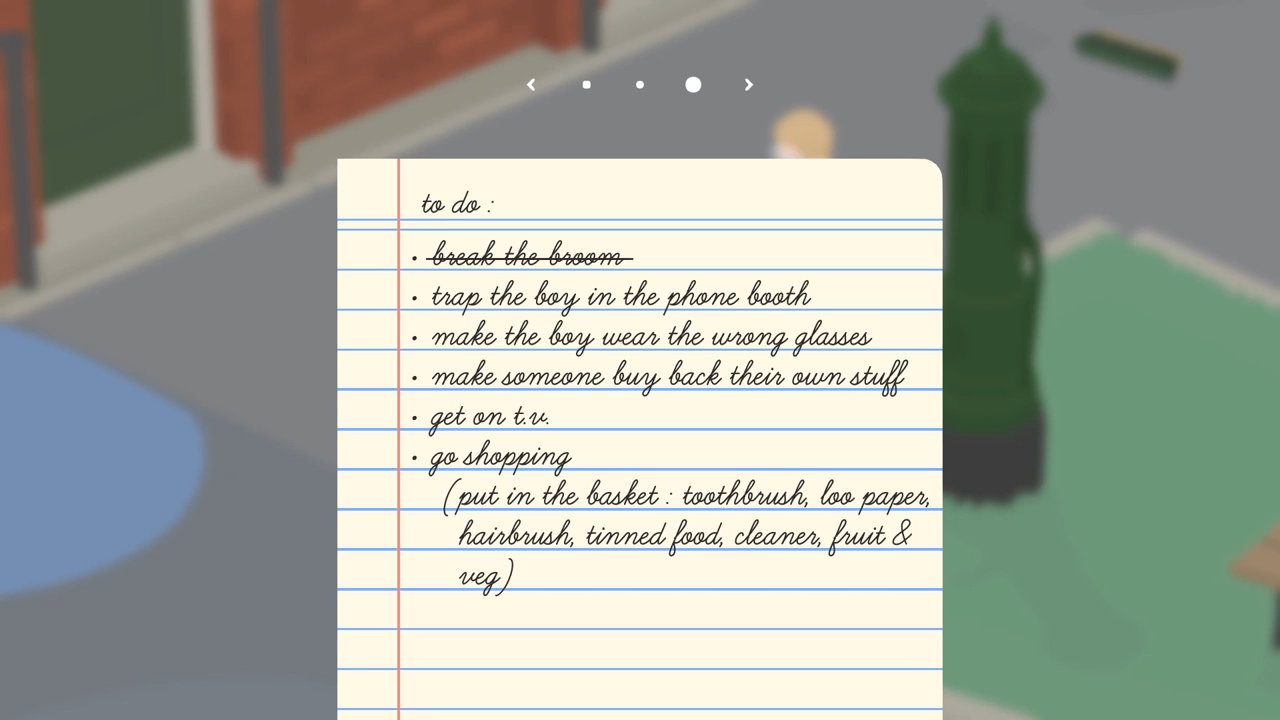 to do :
• break the broom
• trap the boy in the phone booth
• make the boy wear the wrong glasses
• make someone buy back their own stuff
• get on t.v.
• go shopping
(put in the basket : toothbrush, loo paper,
hairbrush, tinned food, cleaner, fruit &
veg)